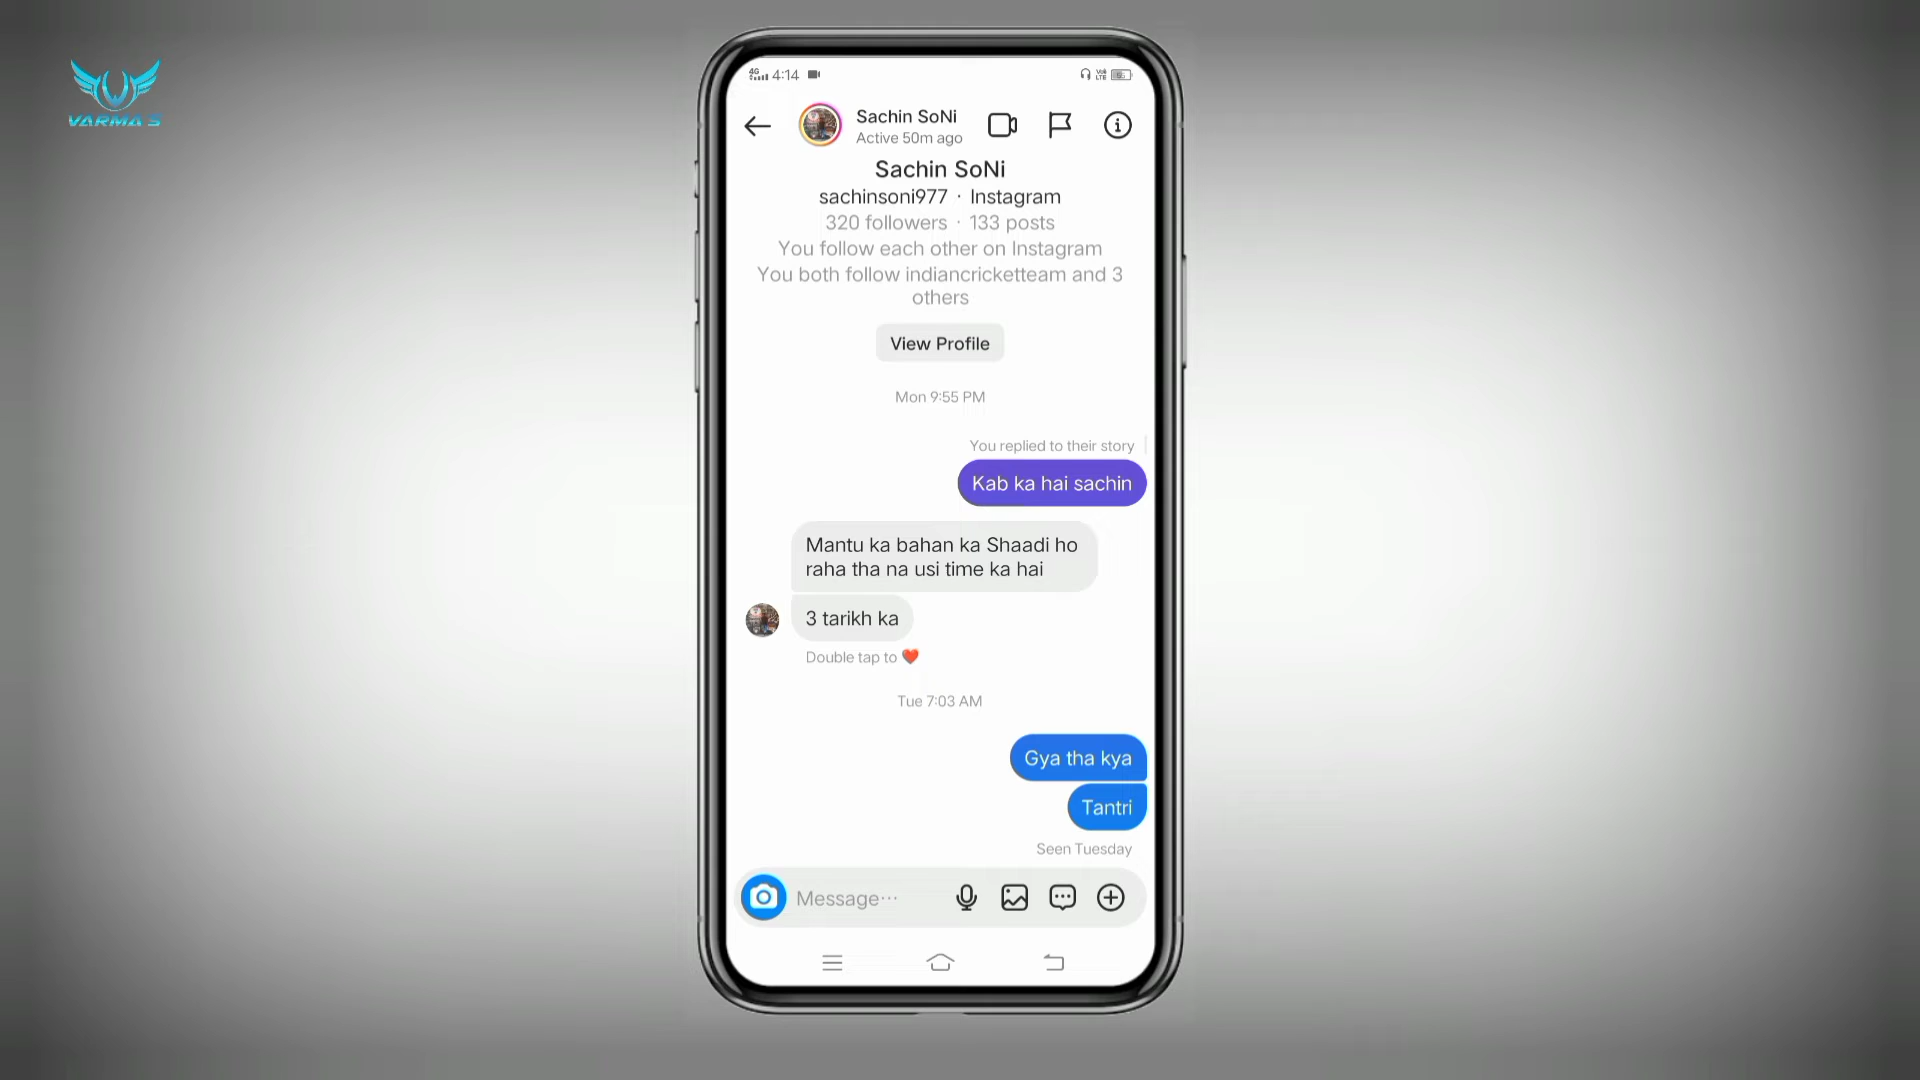 VARMA S
4G 4:14
VoB LTE
Sachin SoNi
Active 50m ago
Sachin SoNi
sachinsoni977 · Instagram
320 followers · 133 posts
You follow each other on Instagram
You both follow indiancricketteam and 3
others
View Profile
Mon 9:55 PM
You replied to their story
Kab ka hai sachin
Mantu ka bahan ka Shaadi ho
raha tha na usi time ka hai
3 tarikh ka
Double tap to ❤️
Tue 7:03 AM
Gya tha kya
Tantri
Seen Tuesday
Message...